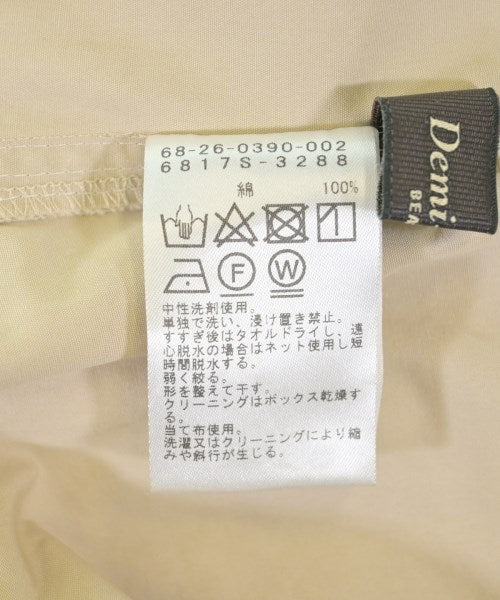 68-26-0390-002
6817S-3288
綿 100%
F W
中性洗剤使用。
単独で洗い、浸け置き禁止。
すすぎ後はタオルドライし、遠
心脱水の場合はネット使用し短
時間脱水する。
弱く絞る。
形を整えて干す。
クリーニングはボックス乾燥す
る。
当て布使用。
洗濯又はクリーニングにより縮
みや斜行が生じる。
Demi
BEA